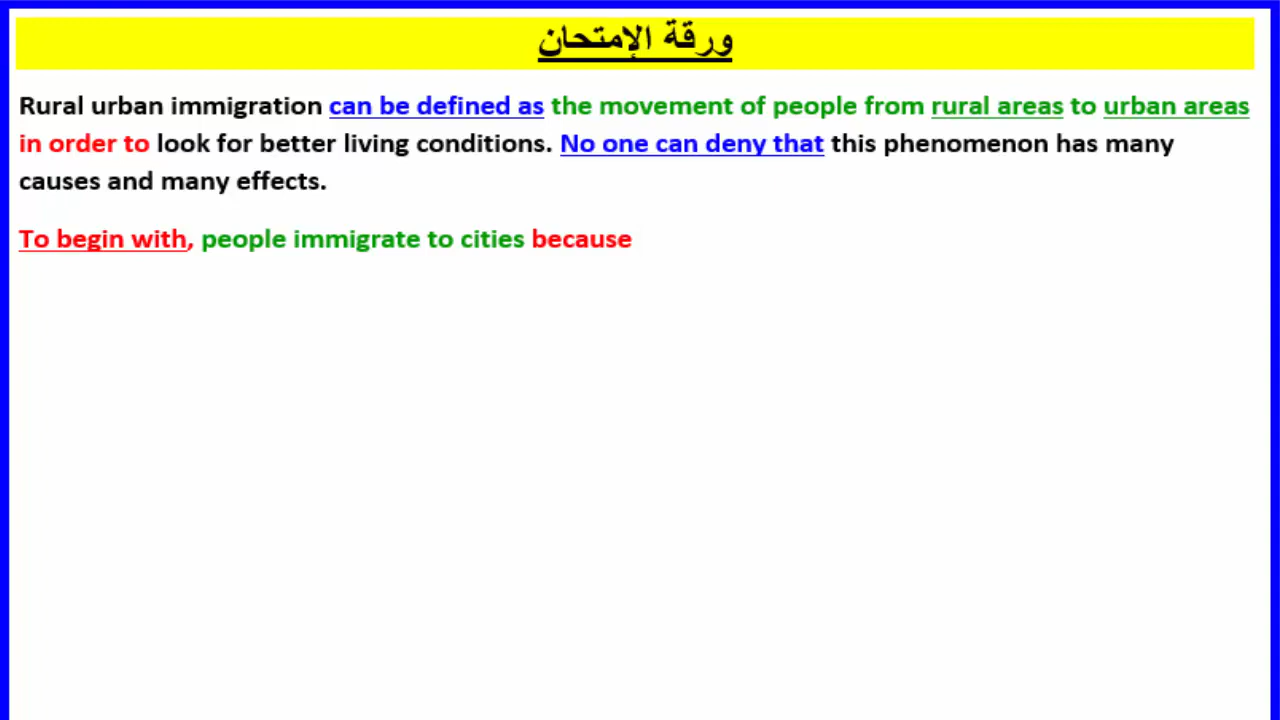 ورقة الإمتحان
Rural urban immigration can be defined as the movement of people from rural areas to urban areas
in order to look for better living conditions. No one can deny that this phenomenon has many
causes and many effects.
To begin with, people immigrate to cities because